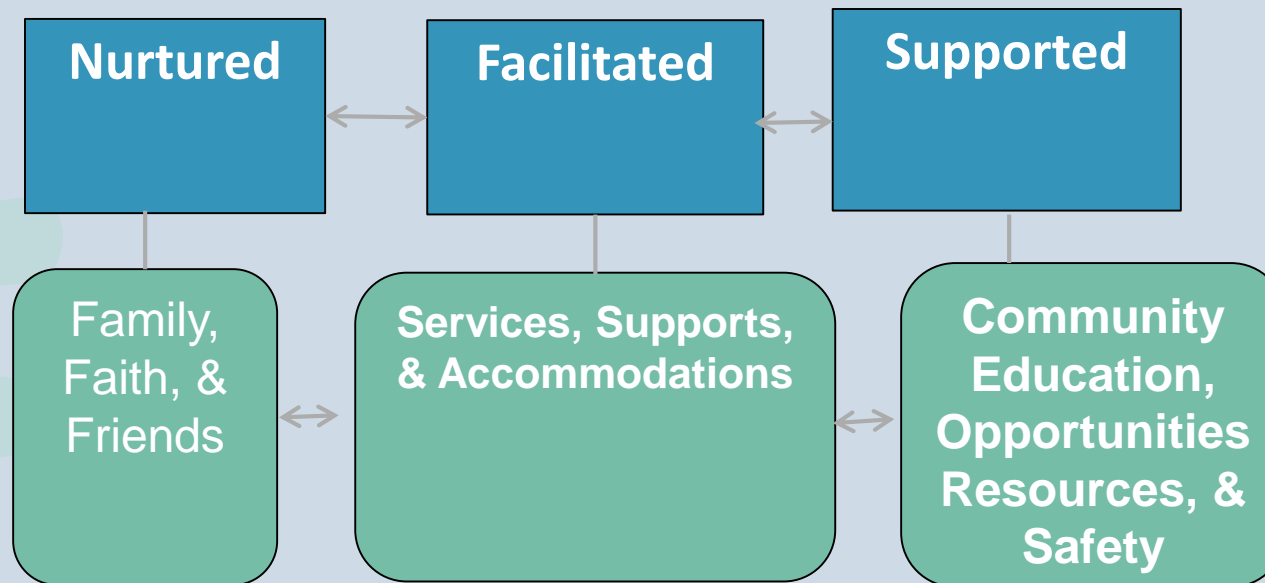 Nurtured
Facilitated
Supported
Family,
Faith, &
Friends
Services, Supports,
& Accommodations
Community
Education,
Opportunities
Resources, &
Safety